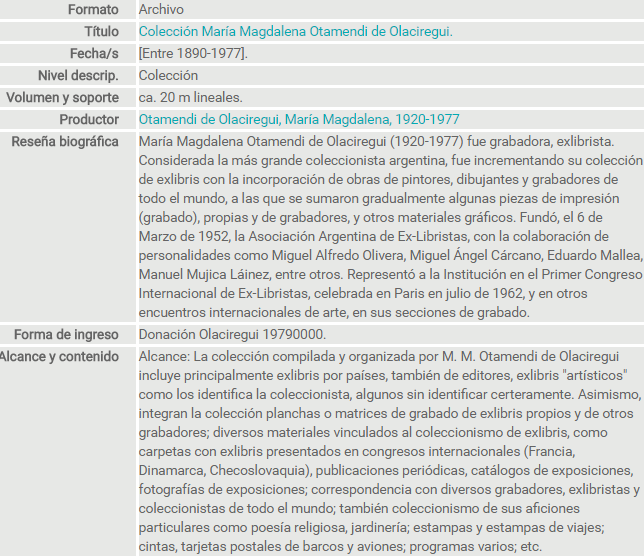 Formato Archivo
Título Colección María Magdalena Otamendi de Olaciregui.
Fecha/s [Entre 1890-1977].
Nivel descrip. Colección
Volumen y soporte ca. 20 m lineales.
Productor Otamendi de Olaciregui, María Magdalena, 1920-1977
Reseña biográfica María Magdalena Otamendi de Olaciregui (1920-1977) fue grabadora, exlibrista.
Considerada la más grande coleccionista argentina, fue incrementando su colección
de exlibris con la incorporación de obras de pintores, dibujantes y grabadores de
todo el mundo, a las que se sumaron gradualmente algunas piezas de impresión
(grabado), propias y de grabadores, y otros materiales gráficos. Fundó, el 6 de
Marzo de 1952, la Asociación Argentina de Ex-Libristas, con la colaboración de
personalidades como Miguel Alfredo Olivera, Miguel Ángel Cárcano, Eduardo Mallea,
Manuel Mujica Láinez, entre otros. Representó a la Institución en el Primer Congreso
Internacional de Ex-Libristas, celebrada en Paris en julio de 1962, y en otros
encuentros internacionales de arte, en sus secciones de grabado.
Forma de ingreso Donación Olaciregui 19790000.
Alcance y contenido Alcance: La colección compilada y organizada por M. M. Otamendi de Olaciregui
incluye principalmente exlibris por países, también de editores, exlibris "artísticos"
como los identifica la coleccionista, algunos sin identificar certeramente. Asimismo,
integran la colección planchas o matrices de grabado de exlibris propios y de otros
grabadores; diversos materiales vinculados al coleccionismo de exlibris, como
carpetas con exlibris presentados en congresos internacionales (Francia,
Dinamarca, Checoslovaquia), publicaciones periódicas, catálogos de exposiciones,
fotografías de exposiciones; correspondencia con diversos grabadores, exlibristas y
coleccionistas de todo el mundo; también coleccionismo de sus aficiones
particulares como poesía religiosa, jardinería; estampas y estampas de viajes;
cintas, tarjetas postales de barcos y aviones; programas varios; etc.